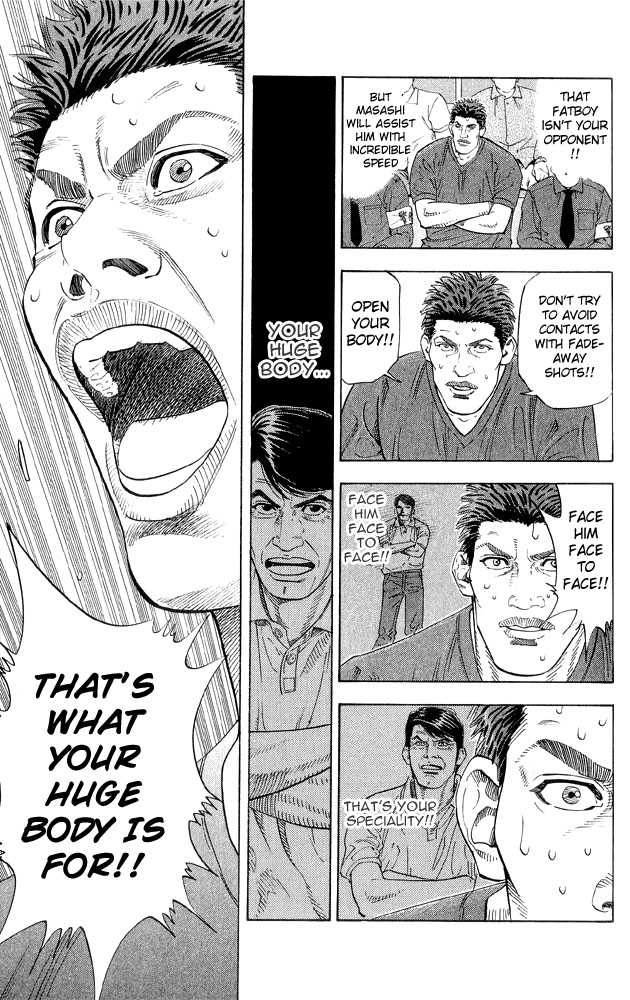 THAT
FATBOY
ISN'T YOUR
OPPONENT
!!
BUT
MASASHI
WILL ASSIST
HIM WITH
INCREDIBLE
SPEED
DON'T TRY
TO AVOID
CONTACTS
WITH FADE-
AWAY
SHOTS!!
OPEN
YOUR
BODY!!
FACE
HIM
FACE
TO
FACE!!
FACE
HIM
FACE
TO
FACE!!
THAT'S YOUR
SPECIALITY!!
YOUR
HUGE
BODY...
THAT'S
WHAT
YOUR
HUGE
BODY IS
FOR!!